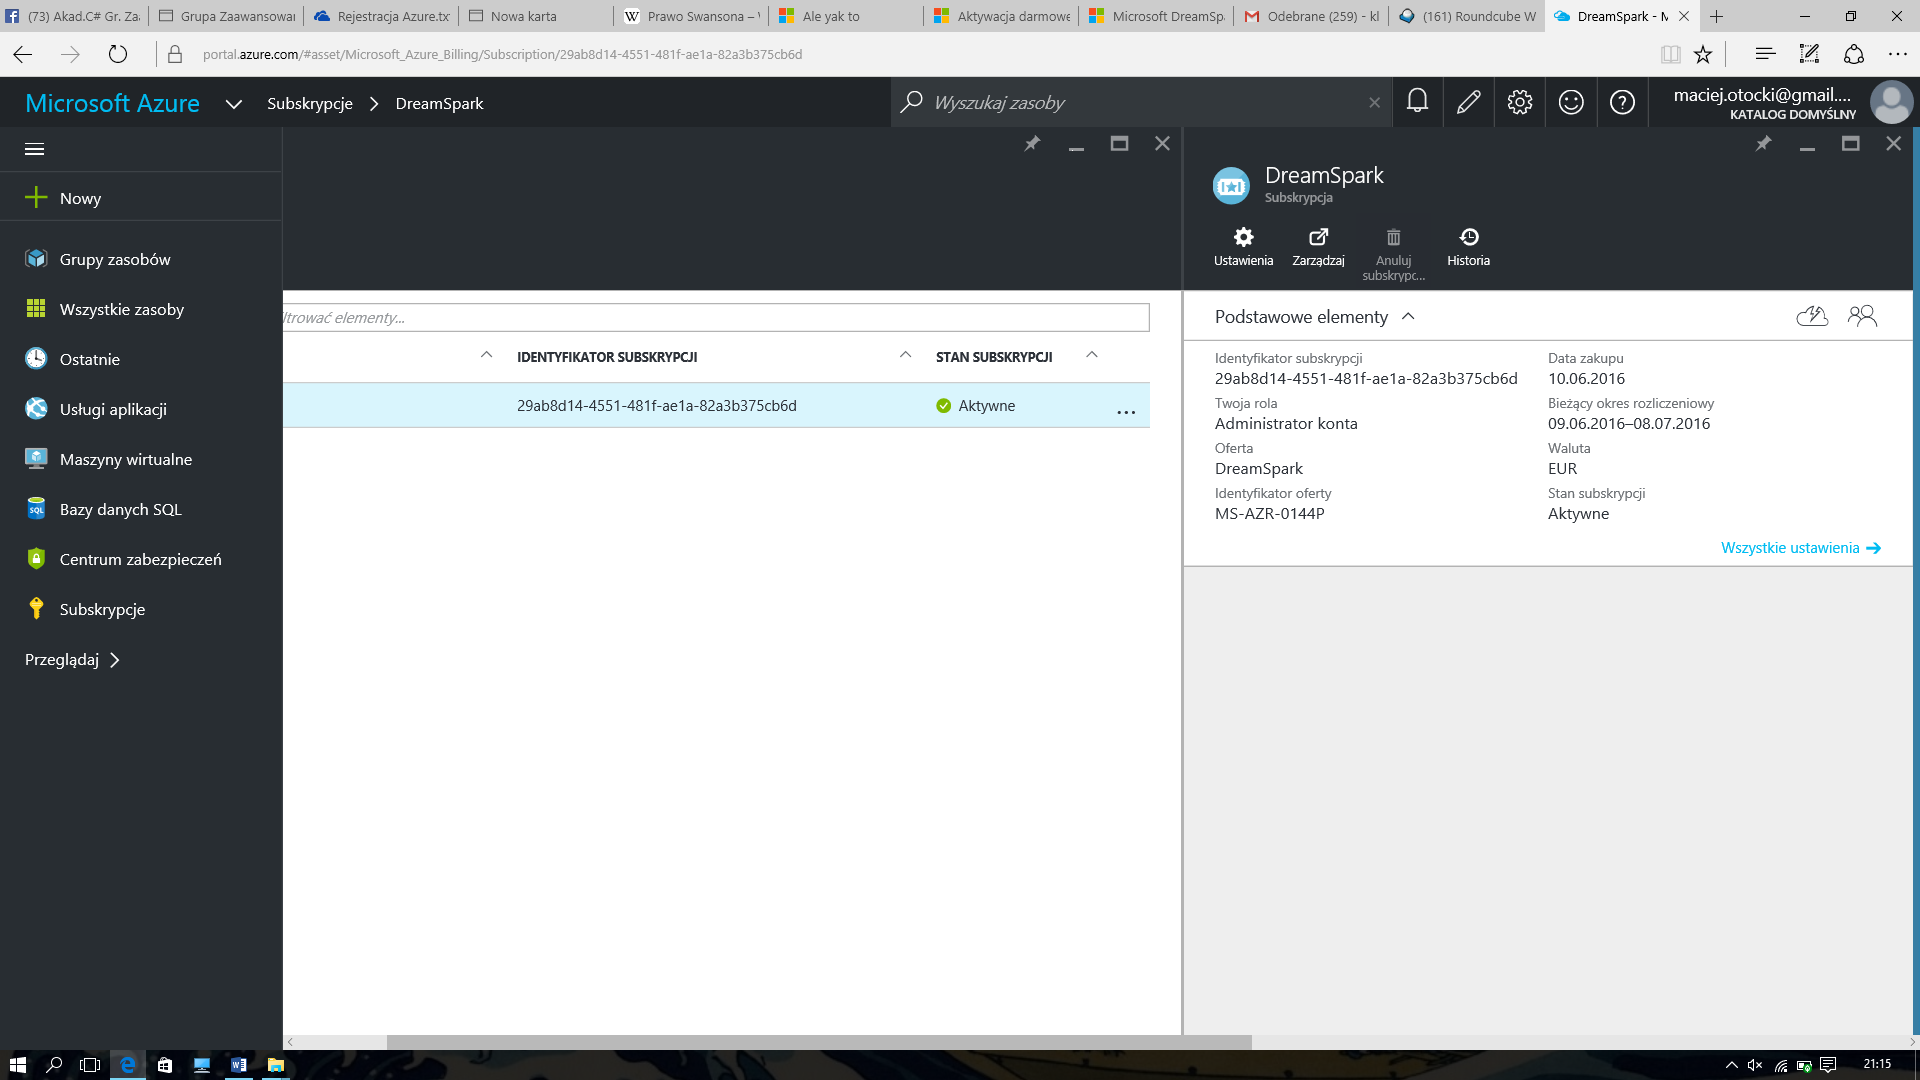 (73) Akad.C# Gr. Za
Grupa Zaawansowar
Rejestracja Azure.tx
Nowa karta
Prawo Swansona –
Ale yak to
Aktywacja darmowe
Microsoft DreamSp
Odebrane (259) - kl
(161) Roundcube W
DreamSpark - M
portal.azure.com/#asset/Microsoft_Azure_Billing/Subscription/29ab8d14-4551-481f-ae1a-82a3b375cb6d
Microsoft Azure
Subskrypcje
DreamSpark
Wyszukaj zasoby
maciej.otocki@gmail....
KATALOG DOMYŚLNY
Nowy
Grupy zasobów
Wszystkie zasoby
Ostatnie
Usługi aplikacji
Maszyny wirtualne
SQL
Bazy danych SQL
Centrum zabezpieczeń
Subskrypcje
Przeglądaj
ltrować elementy...
IDENTYFIKATOR SUBSKRYPCJI
STAN SUBSKRYPCJI
29ab8d14-4551-481f-ae1a-82a3b375cb6d
Aktywne
...
DreamSpark
Subskrypcja
Ustawienia
Zarządzaj
Anuluj
subskrypc...
Historia
Podstawowe elementy
Identyfikator subskrypcji
29ab8d14-4551-481f-ae1a-82a3b375cb6d
Twoja rola
Administrator konta
Oferta
DreamSpark
Identyfikator oferty
MS-AZR-0144P
Data zakupu
10.06.2016
Bieżący okres rozliczeniowy
09.06.2016–08.07.2016
Waluta
EUR
Stan subskrypcji
Aktywne
Wszystkie ustawienia
21:15